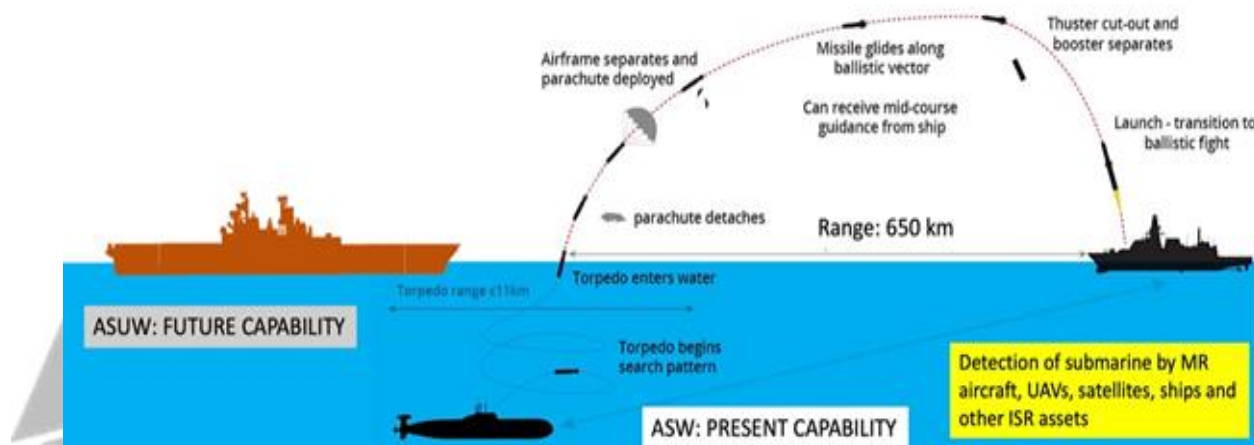 Thuster cut-out and
booster separates
Missile glides along
ballistic vector
Airframe separates and
parachute deployed
Can receive mid-course
guidance from ship
Launch - transition to
ballistic fight
parachute detaches
Range: 650 km
Torpedo enters water
Torpedo range c11km
ASUW: FUTURE CAPABILITY
Torpedo begins
search pattern
Detection of submarine by MR
aircraft, UAVs, satellites, ships and
other ISR assets
ASW: PRESENT CAPABILITY